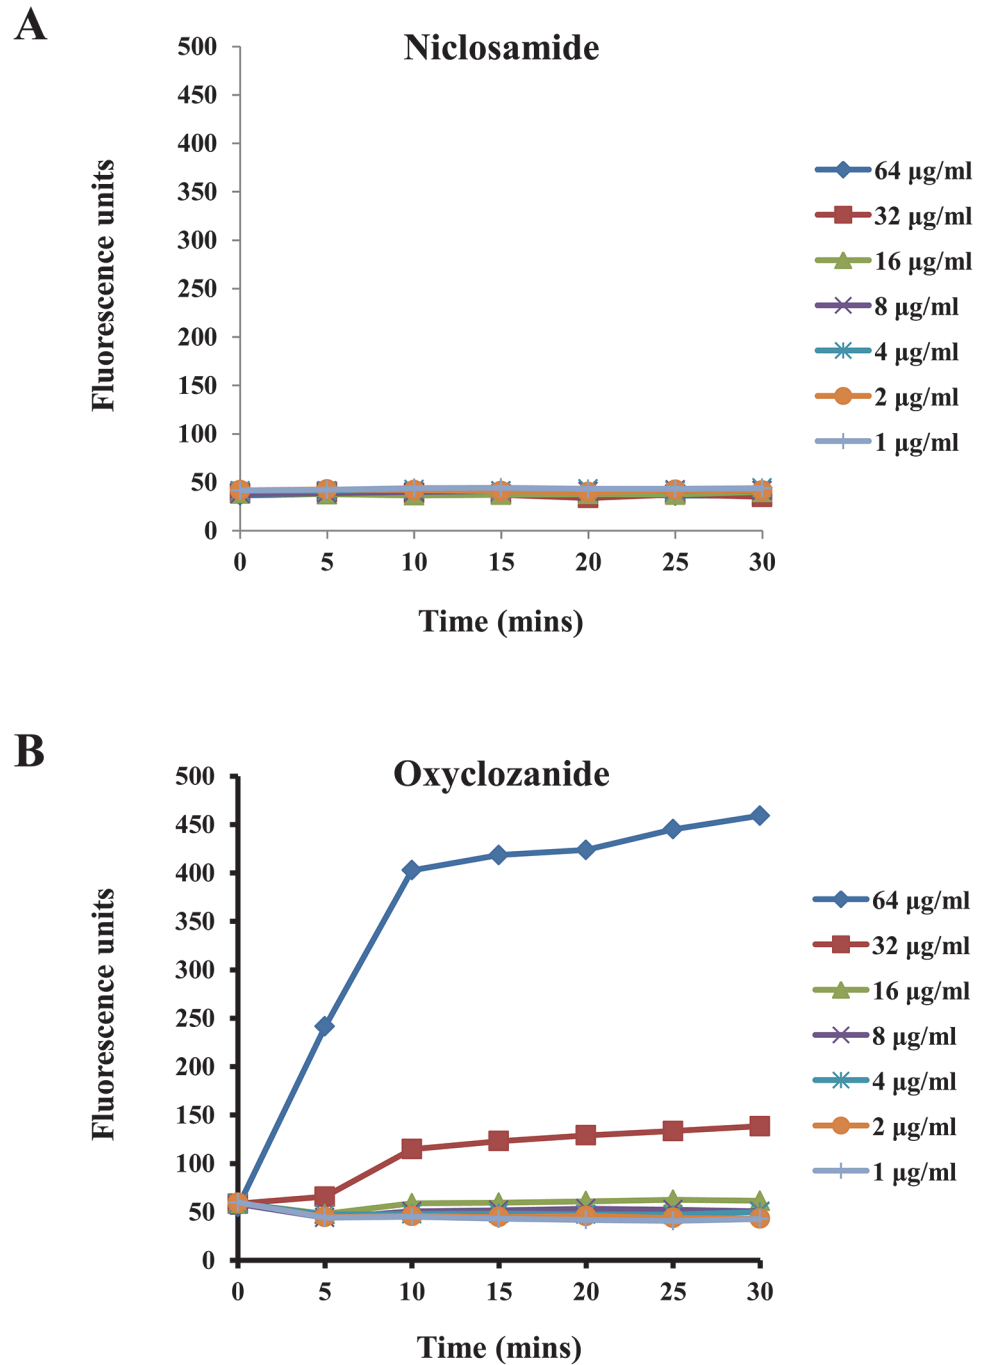 A
Niclosamide
500
450
400
350
300
250
200
150
100
50
0
Fluorescence units
0 5 10 15 20 25 30
Time (mins)
64 µg/ml
32 µg/ml
16 µg/ml
8 µg/ml
4 µg/ml
2 µg/ml
1 µg/ml
B
Oxyclozanide
500
450
400
350
300
250
200
150
100
50
0
Fluorescence units
0 5 10 15 20 25 30
Time (mins)
64 µg/ml
32 µg/ml
16 µg/ml
8 µg/ml
4 µg/ml
2 µg/ml
1 µg/ml